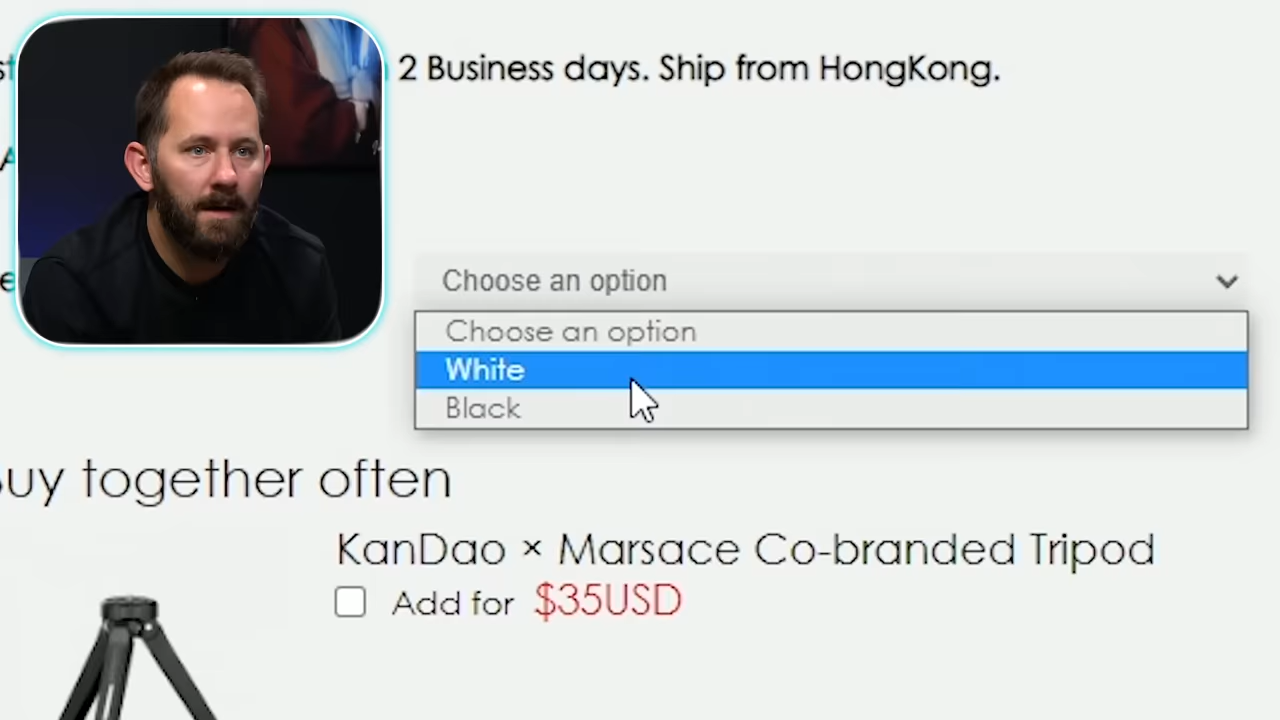 2 Business days. Ship from HongKong.
Choose an option
Choose an option
White
Black
Buy together often
KanDao × Marsace Co-branded Tripod
Add for $35USD